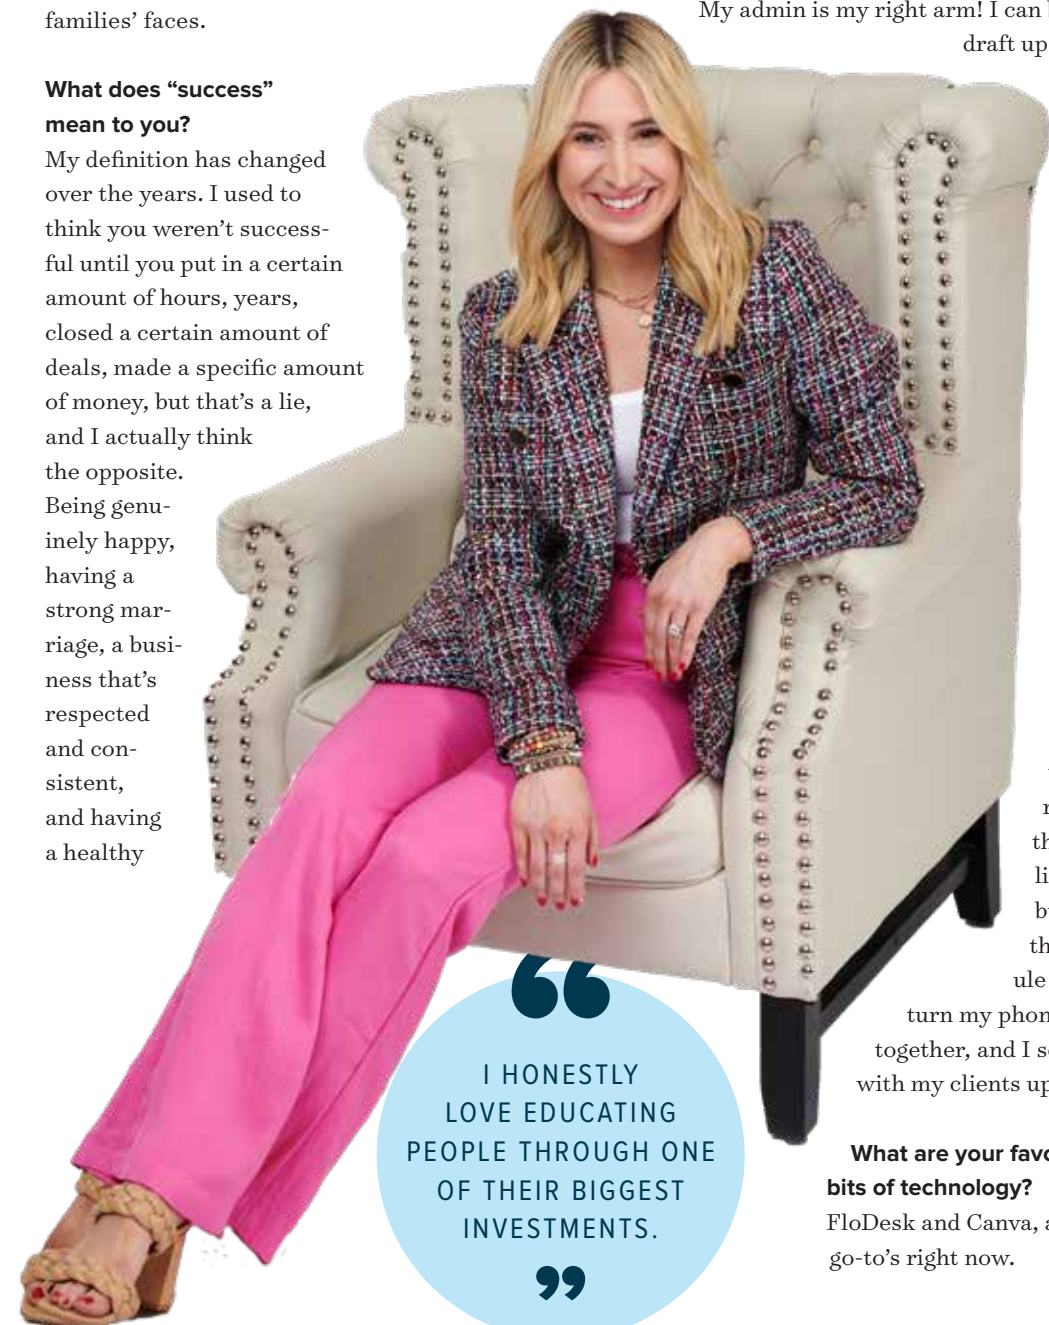 families’ faces.
What does “success”
mean to you?
My definition has changed
over the years. I used to
think you weren’t success-
ful until you put in a certain
amount of hours, years,
closed a certain amount of
deals, made a specific amount
of money, but that’s a lie,
and I actually think
the opposite.
Being genu-
inely happy,
having a
strong mar-
riage, a busi-
ness that’s
respected
and con-
sistent,
and having
a healthy
“
I HONESTLY
LOVE EDUCATING
PEOPLE THROUGH ONE
OF THEIR BIGGEST
INVESTMENTS.
”
My admin is my right arm! I can
draft up
ule
turn my
together, and I
with my clients
What are your
bits of technology?
FloDesk and Canva,
go-to’s right now.